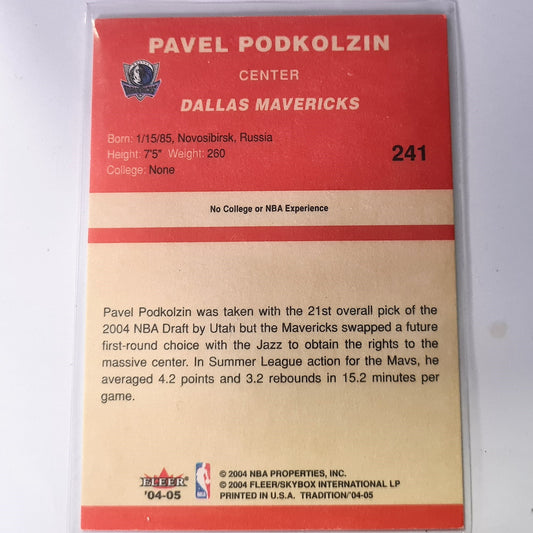 PAVEL PODKOLZIN
CENTER
DALLAS MAVERICKS
Born: 1/15/85, Novosibirsk, Russia
Height: 7'5" Weight: 260
College: None
241
No College or NBA Experience
Pavel Podkolzin was taken with the 21st overall pick of the
2004 NBA Draft by Utah but the Mavericks swapped a future
first-round choice with the Jazz to obtain the rights to the
massive center. In Summer League action for the Mavs, he
averaged 4.2 points and 3.2 rebounds in 15.2 minutes per
game.
FLEER
'04-05
NBA
© 2004 NBA PROPERTIES, INC.
© 2004 FLEER/SKYBOX INTERNATIONAL LP
PRINTED IN U.S.A. TRADITION/'04-05